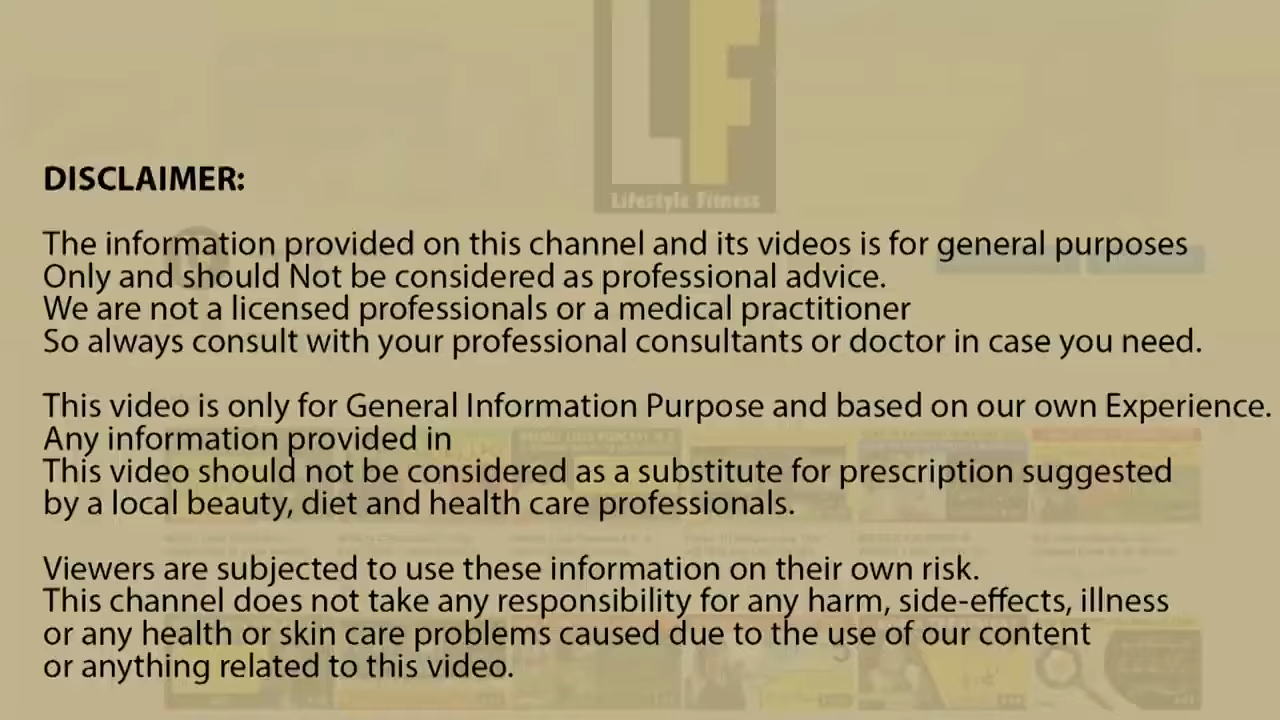 LF
Lifestyle Fitness
DISCLAIMER:
The information provided on this channel and its videos is for general purposes
Only and should Not be considered as professional advice.
We are not a licensed professionals or a medical practitioner
So always consult with your professional consultants or doctor in case you need.
This video is only for General Information Purpose and based on our own Experience.
Any information provided in
This video should not be considered as a substitute for prescription suggested
by a local beauty, diet and health care professionals.
Viewers are subjected to use these information on their own risk.
This channel does not take any responsibility for any harm, side-effects, illness
or any health or skin care problems caused due to the use of our content
or anything related to this video.